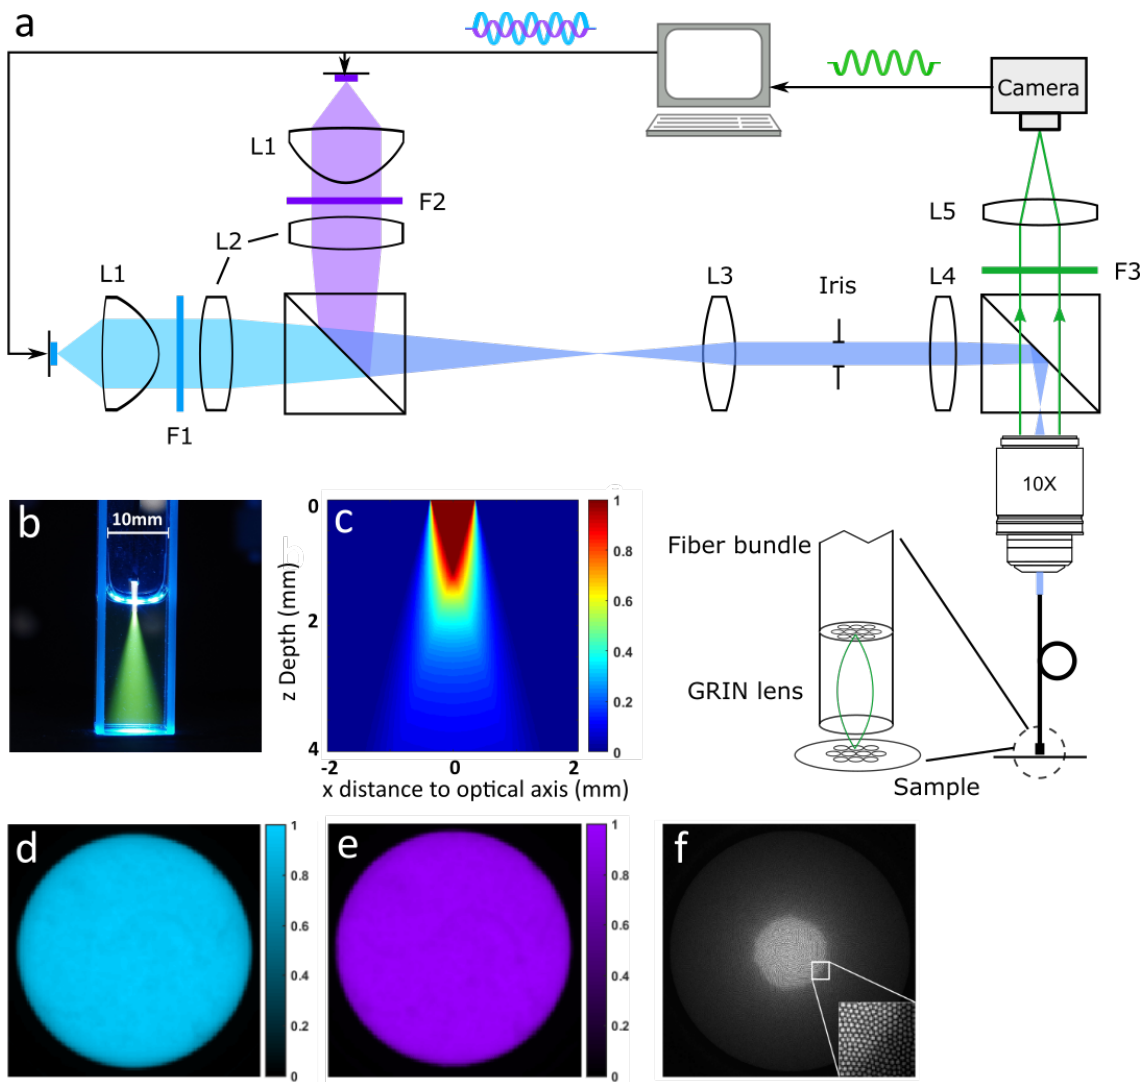 a
Camera
L1
F2
L5
L2
F3
L1
L3
Iris
L4
F1
10X
b
10mm
c
0
2
4
z Depth (mm)
-2
0
2
x distance to optical axis (mm)
1
0.8
0.6
0.4
0.2
0
Fiber bundle
GRIN lens
Sample
d
1
0.8
0.6
0.4
0.2
0
e
1
0.8
0.6
0.4
0.2
0
f